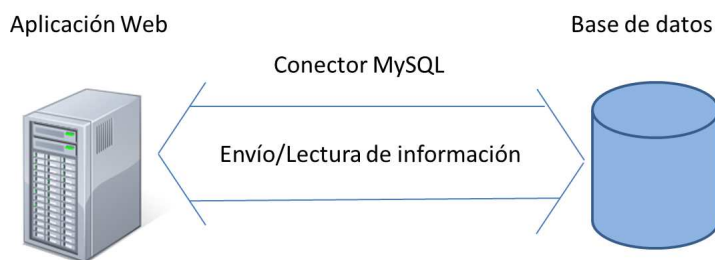 Aplicación Web
Base de datos
Conector MySQL
Envío/Lectura de información